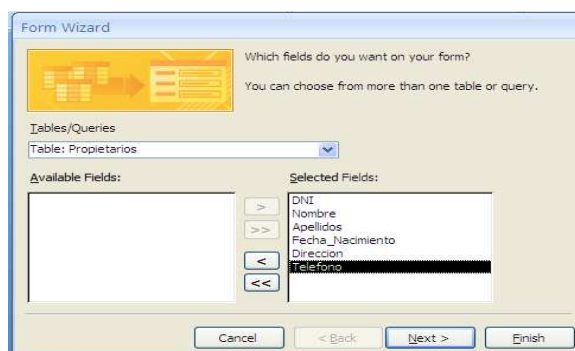 Form Wizard
Which fields do you want on your form?
You can choose from more than one table or query.
Tables/Queries
Table: Propietarios
Available Fields:
Selected Fields:
>
>>
<
<<
DNI
Nombre
Apellidos
Fecha_Nacimiento
Direccion
Telefono
Cancel
< Back
Next >
Finish